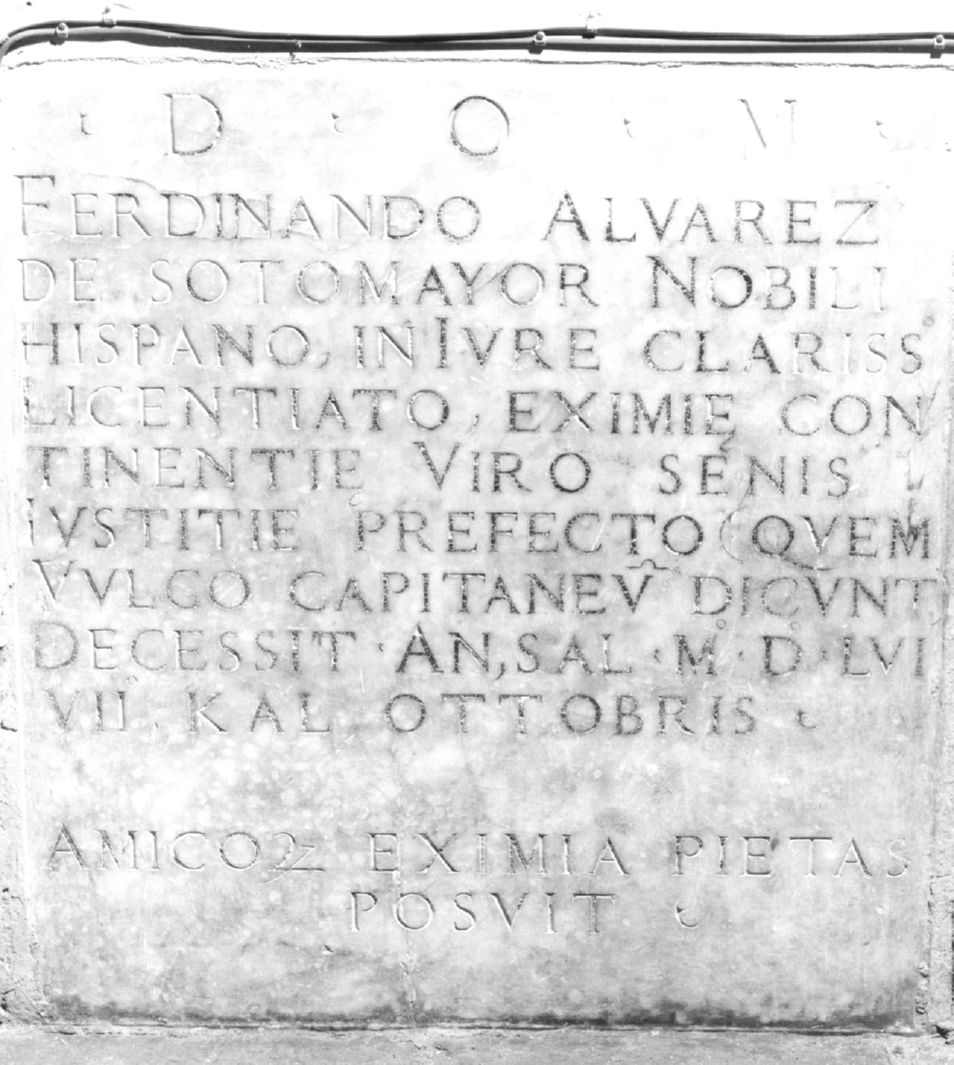 · D · O · M ·
FERDINANDO ALVAREZ
DE SOTOMAYOR NOBILI
HISPANO, IN IVRE CLARISS
LICENTIATO, EXIMIE CON
TINENTIE VIRO SENIS
IVSTITIE PREFECTO (QVEM
VVLGO CAPITANEV̄ DICVNT
DECESSIT · AN, SAL · M · D · LVI
VII, KAL, OTTOBRIS ·
AMICOꝝ EXIMIA PIETAS
POSVIT ·